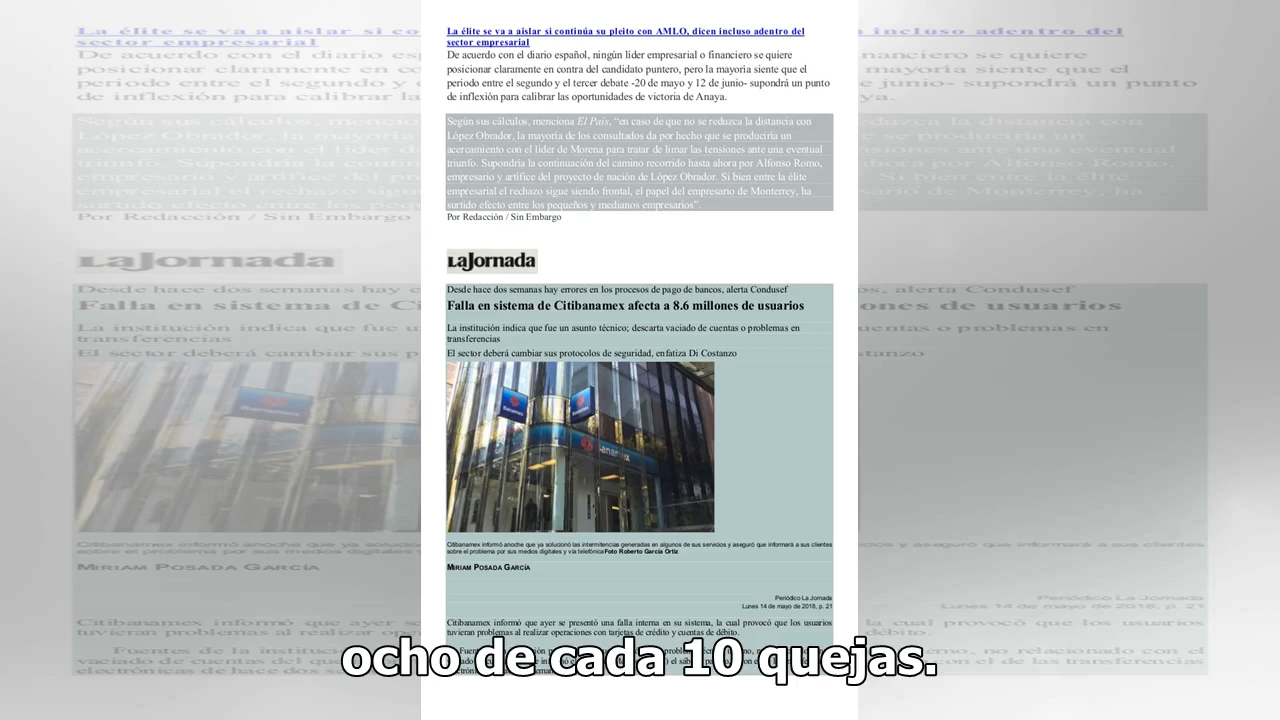 La élite se va a aislar si continúa su pleito con AMLO, dicen incluso adentro del
sector empresarial
De acuerdo con el diario español, ningún líder empresarial o financiero se quiere
posicionar claramente en contra del candidato puntero, pero la mayoría siente que el
periodo entre el segundo y el tercer debate -20 de mayo y 12 de junio- supondrá un punto
de inflexión para calibrar las oportunidades de victoria de Anaya.
Según sus cálculos, menciona El País, “en caso de que no se reduzca la distancia con
López Obrador, la mayoría de los consultados da por hecho que se produciría un
acercamiento con el líder de Morena para tratar de limar las tensiones ante una eventual
triunfo. Supondría la continuación del camino recorrido hasta ahora por Alfonso Romo,
empresario y artífice del proyecto de nación de López Obrador. Si bien entre la élite
empresarial el rechazo sigue siendo frontal, el papel del empresario de Monterrey, ha
surtido efecto entre los pequeños y medianos empresarios”.
Por Redacción / Sin Embargo
LaJornada
Desde hace dos semanas hay errores en los procesos de pago de bancos, alerta Condusef
Falla en sistema de Citibanamex afecta a 8.6 millones de usuarios
La institución indica que fue un asunto técnico; descarta vaciado de cuentas o problemas en
transferencias
El sector deberá cambiar sus protocolos de seguridad, enfatiza Di Costanzo
Banamex
Citibanamex informó anoche que ya solucionó las intermitencias generadas en algunos de sus servicios y aseguró que informará a sus clientes
sobre el problema por sus medios digitales y vía telefónicaFoto Roberto García Ortiz
Miriam Posada García
Periódico La Jornada
Lunes 14 de mayo de 2018, p. 21
Citibanamex informó que ayer se presentó una falla interna en su sistema, la cual provocó que los usuarios
tuvieran problemas al realizar operaciones con tarjetas de crédito y cuentas de débito.
ocho de cada 10 quejas.